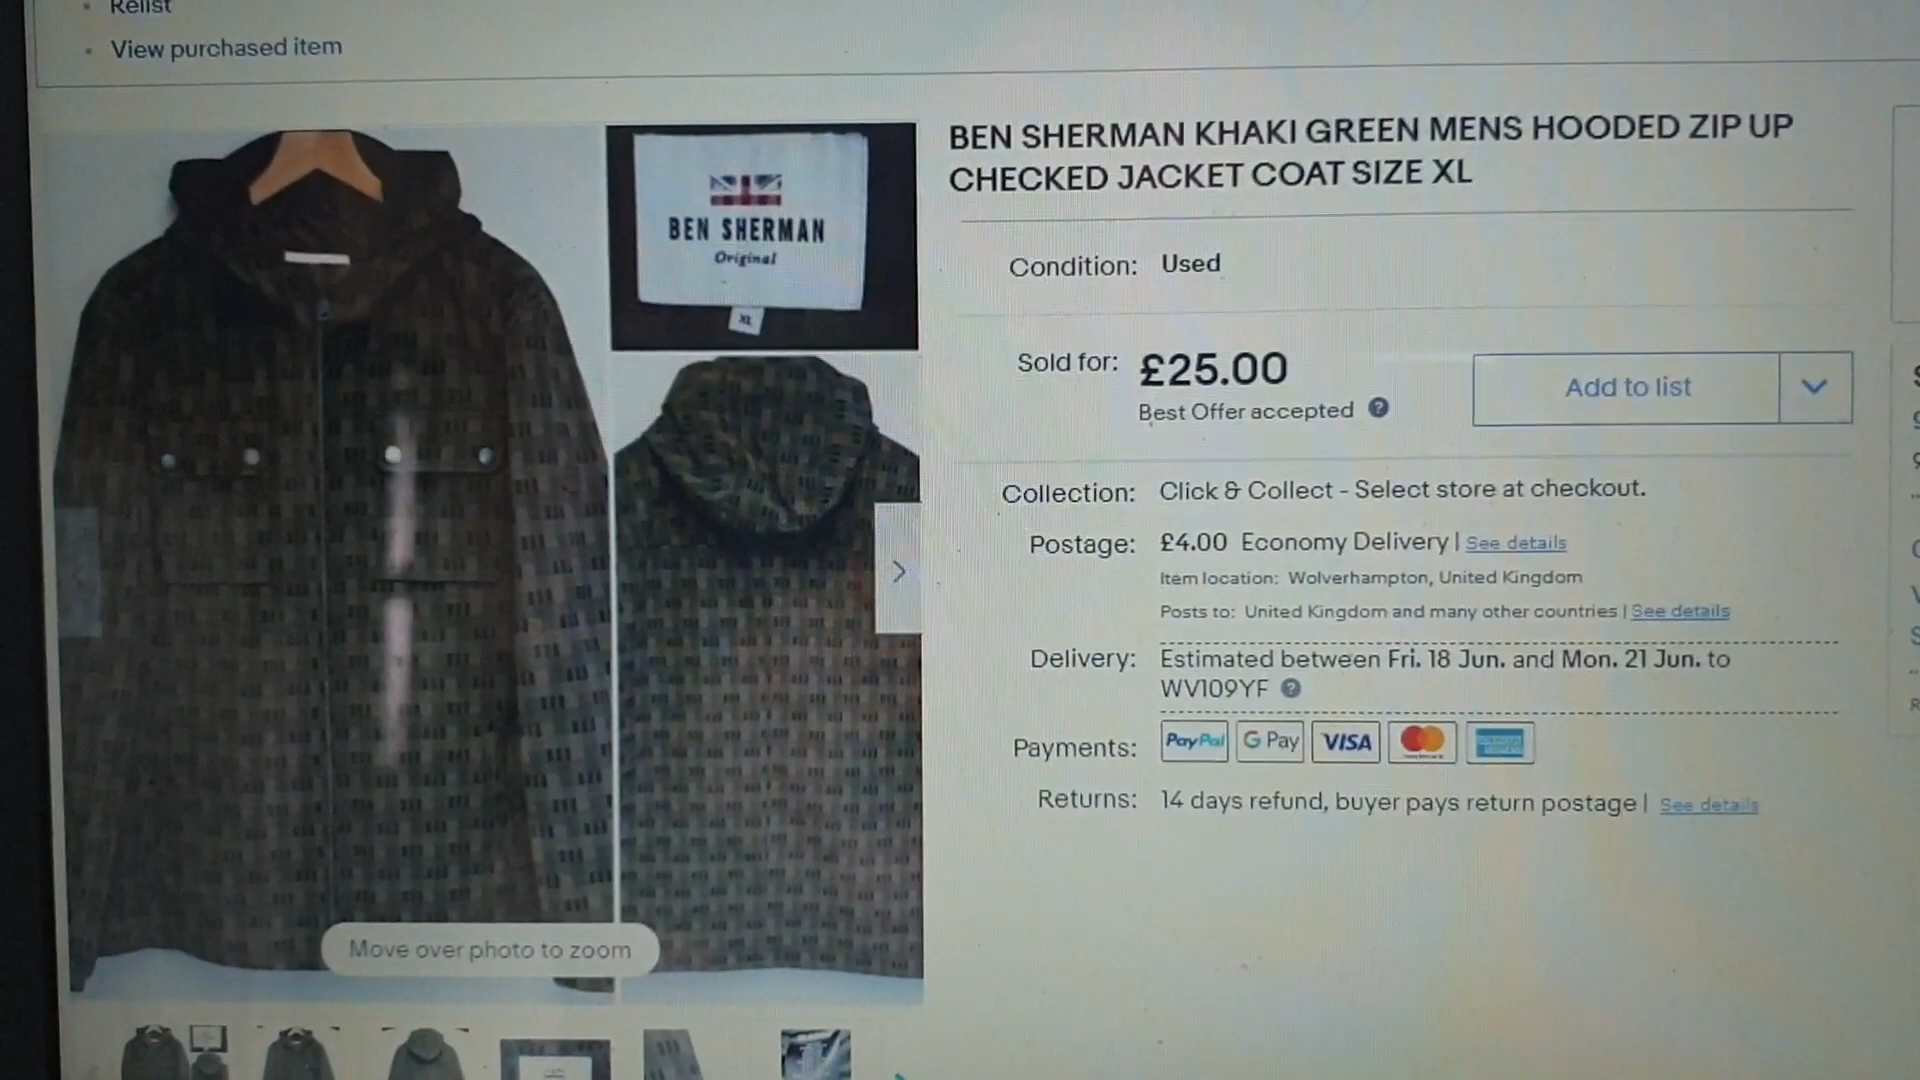 Relist
View purchased item
BEN SHERMAN
Original
XL
Move over photo to zoom
BEN SHERMAN KHAKI GREEN MENS HOODED ZIP UP
CHECKED JACKET COAT SIZE XL
Condition: Used
Sold for: £25.00
Best Offer accepted
Add to list
Collection: Click & Collect - Select store at checkout.
Postage: £4.00 Economy Delivery | See details
Item location: Wolverhampton, United Kingdom
Posts to: United Kingdom and many other countries | See details
Delivery: Estimated between Fri. 18 Jun. and Mon. 21 Jun. to
WV109YF
Payments: PayPal G Pay VISA
Returns: 14 days refund, buyer pays return postage | See details